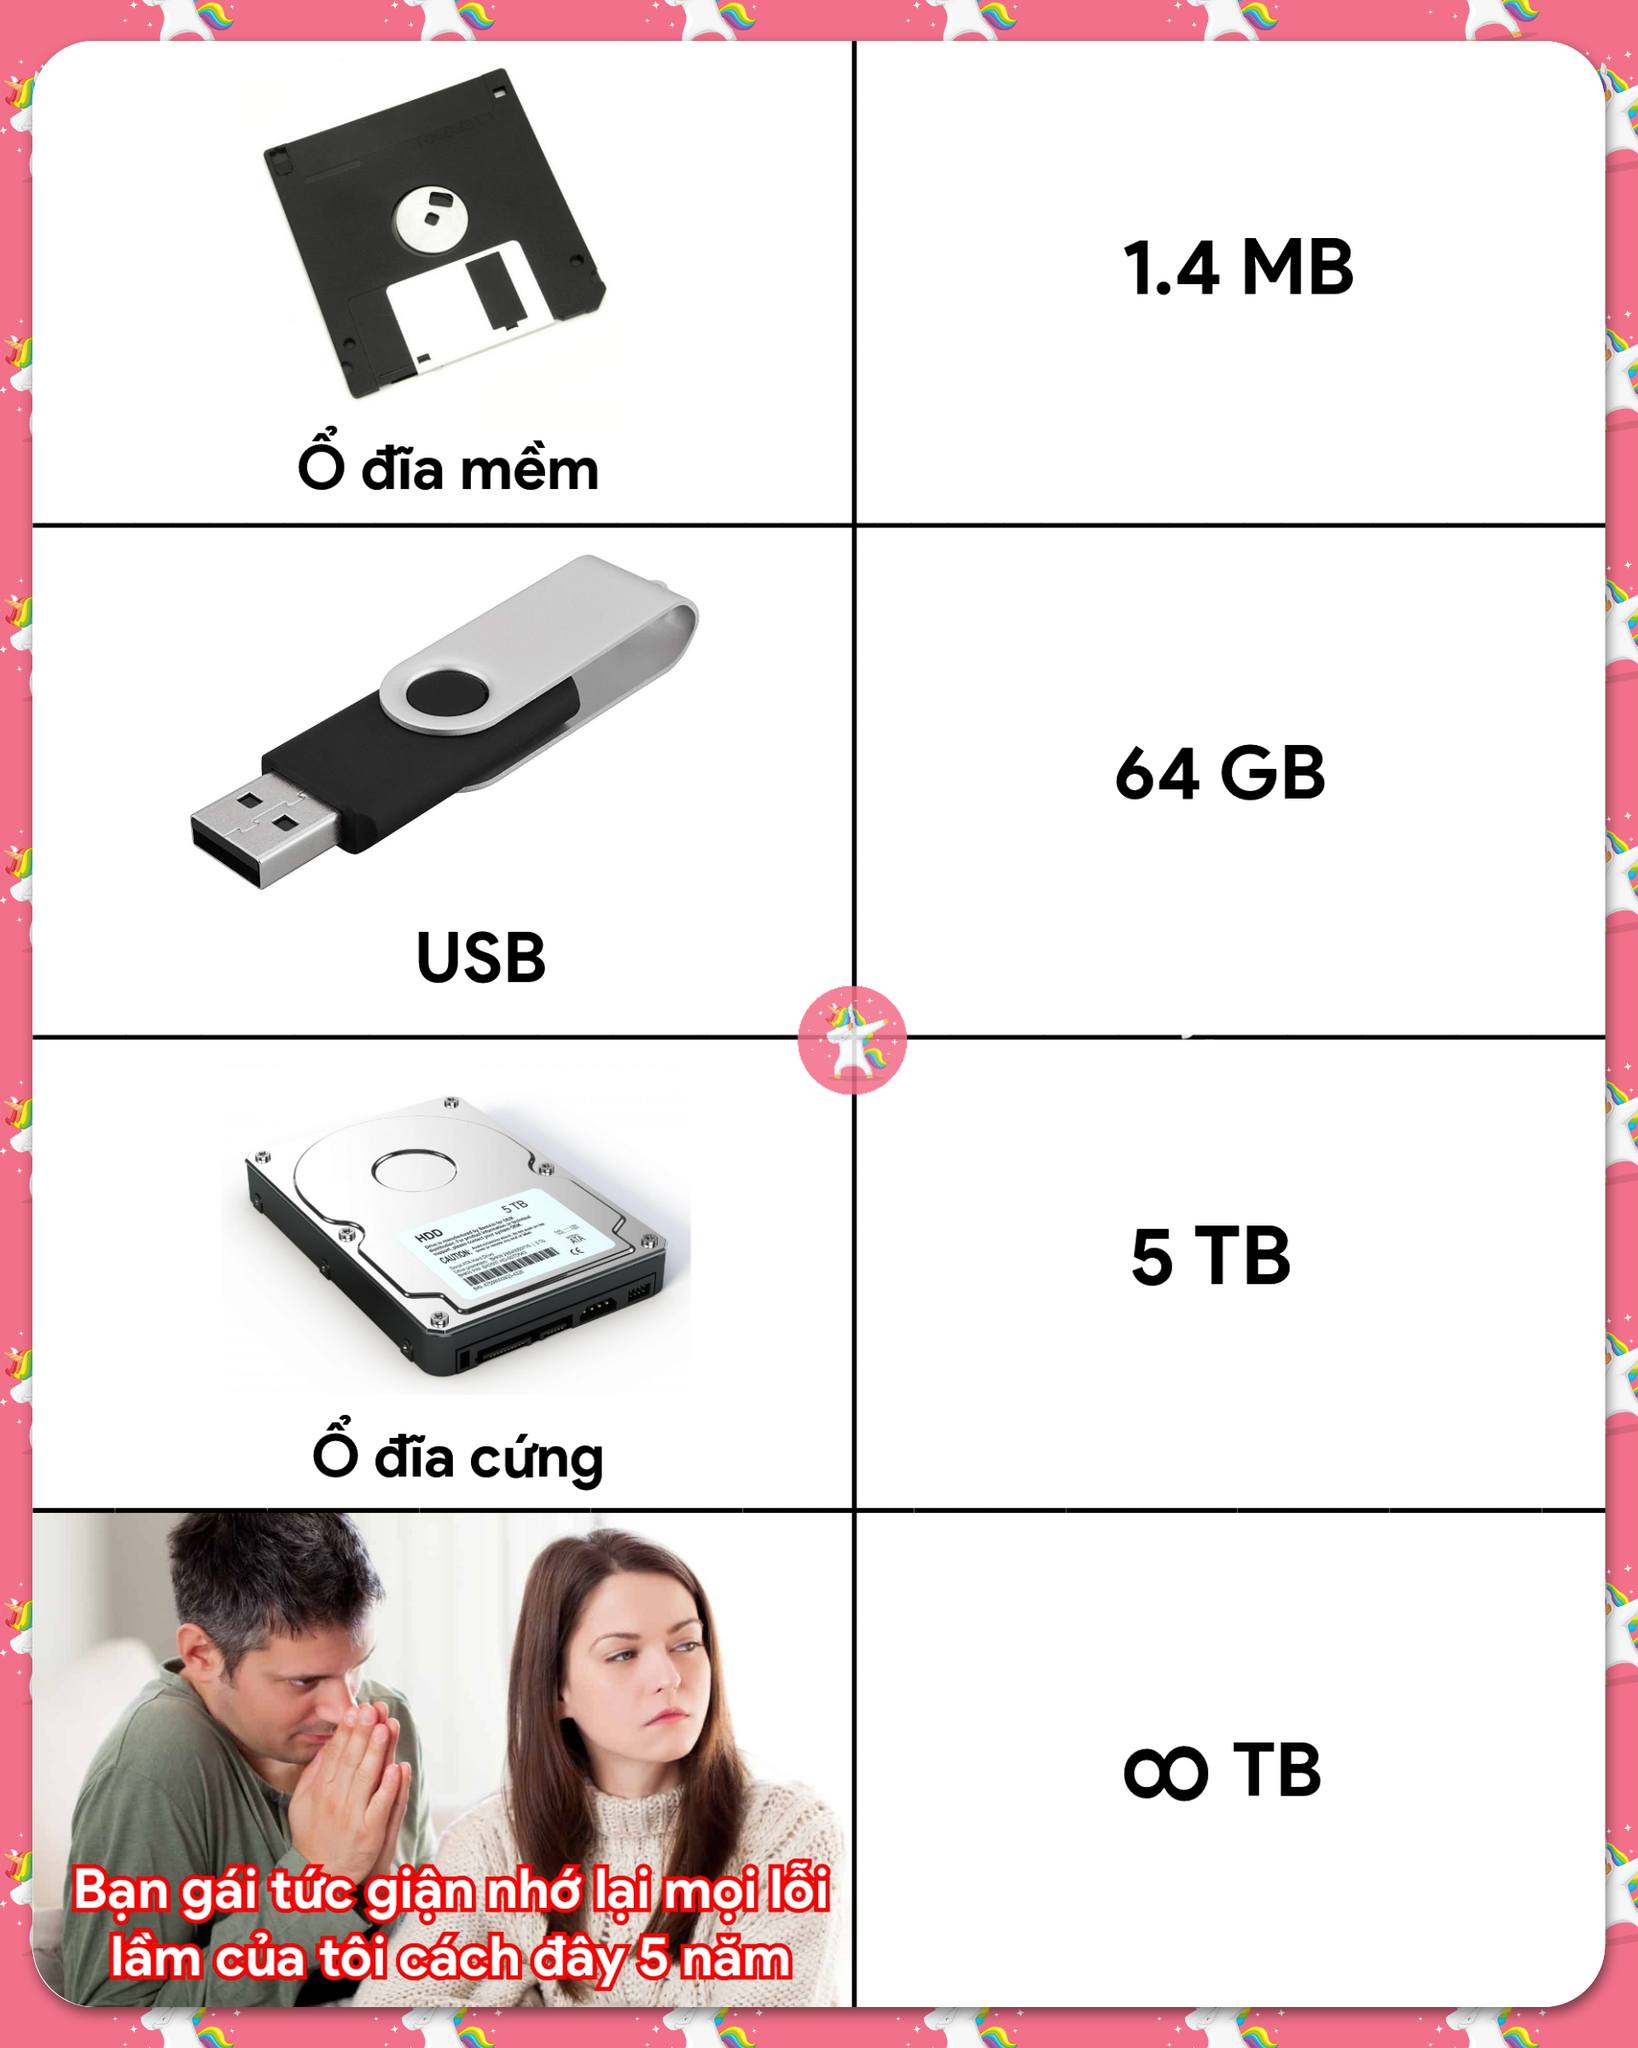 1.4 MB
Ổ đĩa mềm
64 GB
USB
HDD
5 TB
CAUTION:
5 TB
Ổ đĩa cứng
∞ TB
Bạn gái tức giận nhớ lại mọi lỗi
lầm của tôi cách đây 5 năm